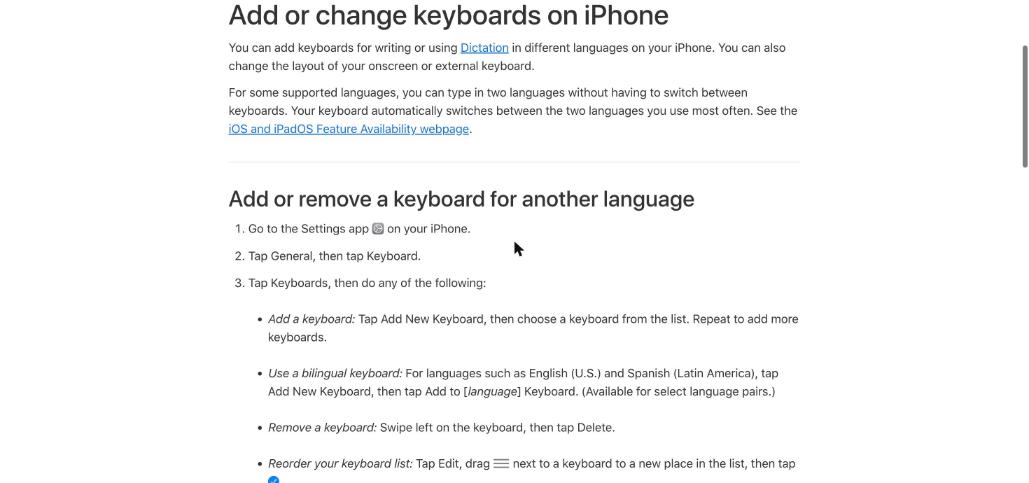 Add or change keyboards on iPhone
You can add keyboards for writing or using Dictation in different languages on your iPhone. You can also
change the layout of your onscreen or external keyboard.
For some supported languages, you can type in two languages without having to switch between
keyboards. Your keyboard automatically switches between the two languages you use most often. See the
iOS and iPadOS Feature Availability webpage.
Add or remove a keyboard for another language
1. Go to the Settings app on your iPhone.
2. Tap General, then tap Keyboard.
3. Tap Keyboards, then do any of the following:
• Add a keyboard: Tap Add New Keyboard, then choose a keyboard from the list. Repeat to add more
keyboards.
• Use a bilingual keyboard: For languages such as English (U.S.) and Spanish (Latin America), tap
Add New Keyboard, then tap Add to [language] Keyboard. (Available for select language pairs.)
• Remove a keyboard: Swipe left on the keyboard, then tap Delete.
• Reorder your keyboard list: Tap Edit, drag next to a keyboard to a new place in the list, then tap